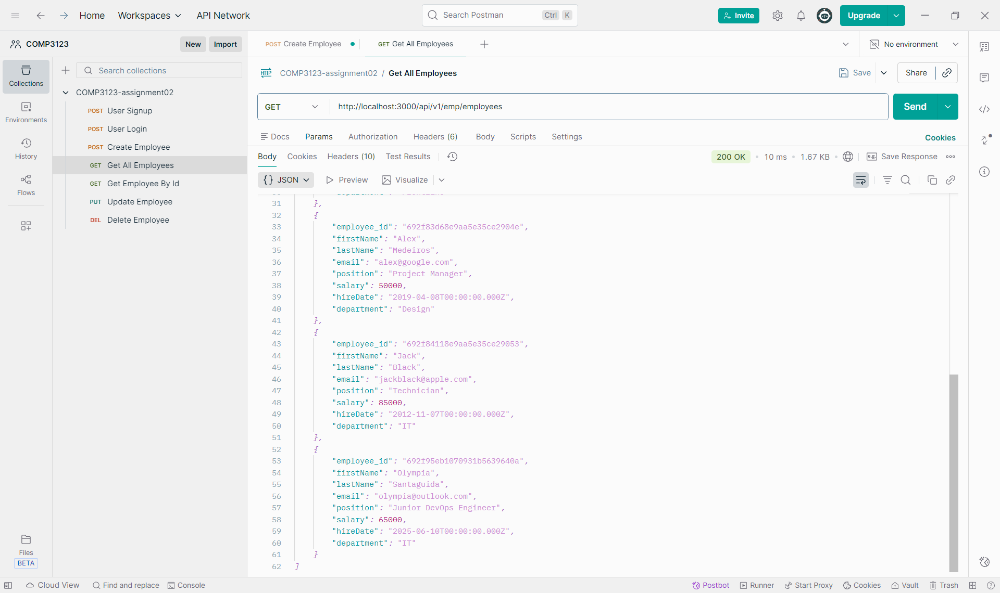 Home
Workspaces
API Network
Search Postman
Ctrl
K
Invite
Upgrade
COMP3123
New
Import
POST Create Employee
GET Get All Employees
No environment
Collections
Environments
History
Flows
Files
BETA
Search collections
COMP3123-assignment02
POST User Signup
POST User Login
POST Create Employee
GET Get All Employees
GET Get Employee By Id
PUT Update Employee
DEL Delete Employee
HTTP COMP3123-assignment02 / Get All Employees
Save
Share
GET http://localhost:3000/api/v1/emp/employees
Send
Docs Params Authorization Headers (6) Body Scripts Settings
Cookies
Body Cookies Headers (10) Test Results
200 OK • 10 ms • 1.67 KB • e.g. Save Response
{} JSON Preview Visualize
31 },
32 {
33 "employee_id": "692f83d68e9aa5e35ce2904e",
34 "firstName": "Alex",
35 "lastName": "Medeiros",
36 "email": "alex@google.com",
37 "position": "Project Manager",
38 "salary": 50000,
39 "hireDate": "2019-04-08T00:00:00.000Z",
40 "department": "Design"
41 },
42 {
43 "employee_id": "692f84118e9aa5e35ce29053",
44 "firstName": "Jack",
45 "lastName": "Black",
46 "email": "jackblack@apple.com",
47 "position": "Technician",
48 "salary": 85000,
49 "hireDate": "2012-11-07T00:00:00.000Z",
50 "department": "IT"
51 },
52 {
53 "employee_id": "692f95eb1070931b5639640a",
54 "firstName": "Olympia",
55 "lastName": "Santaguida",
56 "email": "olympia@outlook.com",
57 "position": "Junior DevOps Engineer",
58 "salary": 65000,
59 "hireDate": "2025-06-10T00:00:00.000Z",
60 "department": "IT"
61 }
62 ]
Cloud View Find and replace Console
Postbot Runner Start Proxy Cookies Vault Trash